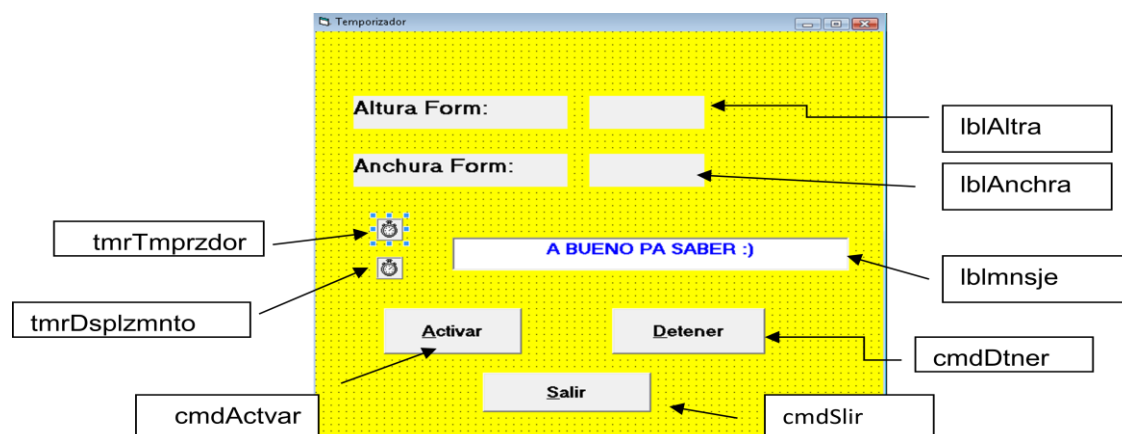 Temporizador
Altura Form:
lblAltra
Anchura Form:
lblAnchra
tmrTmprzdor
A BUENO PA SABER :)
lblmnsje
tmrDsplzmnto
Activar
Detener
cmdDtner
Salir
cmdActvar
cmdSlir